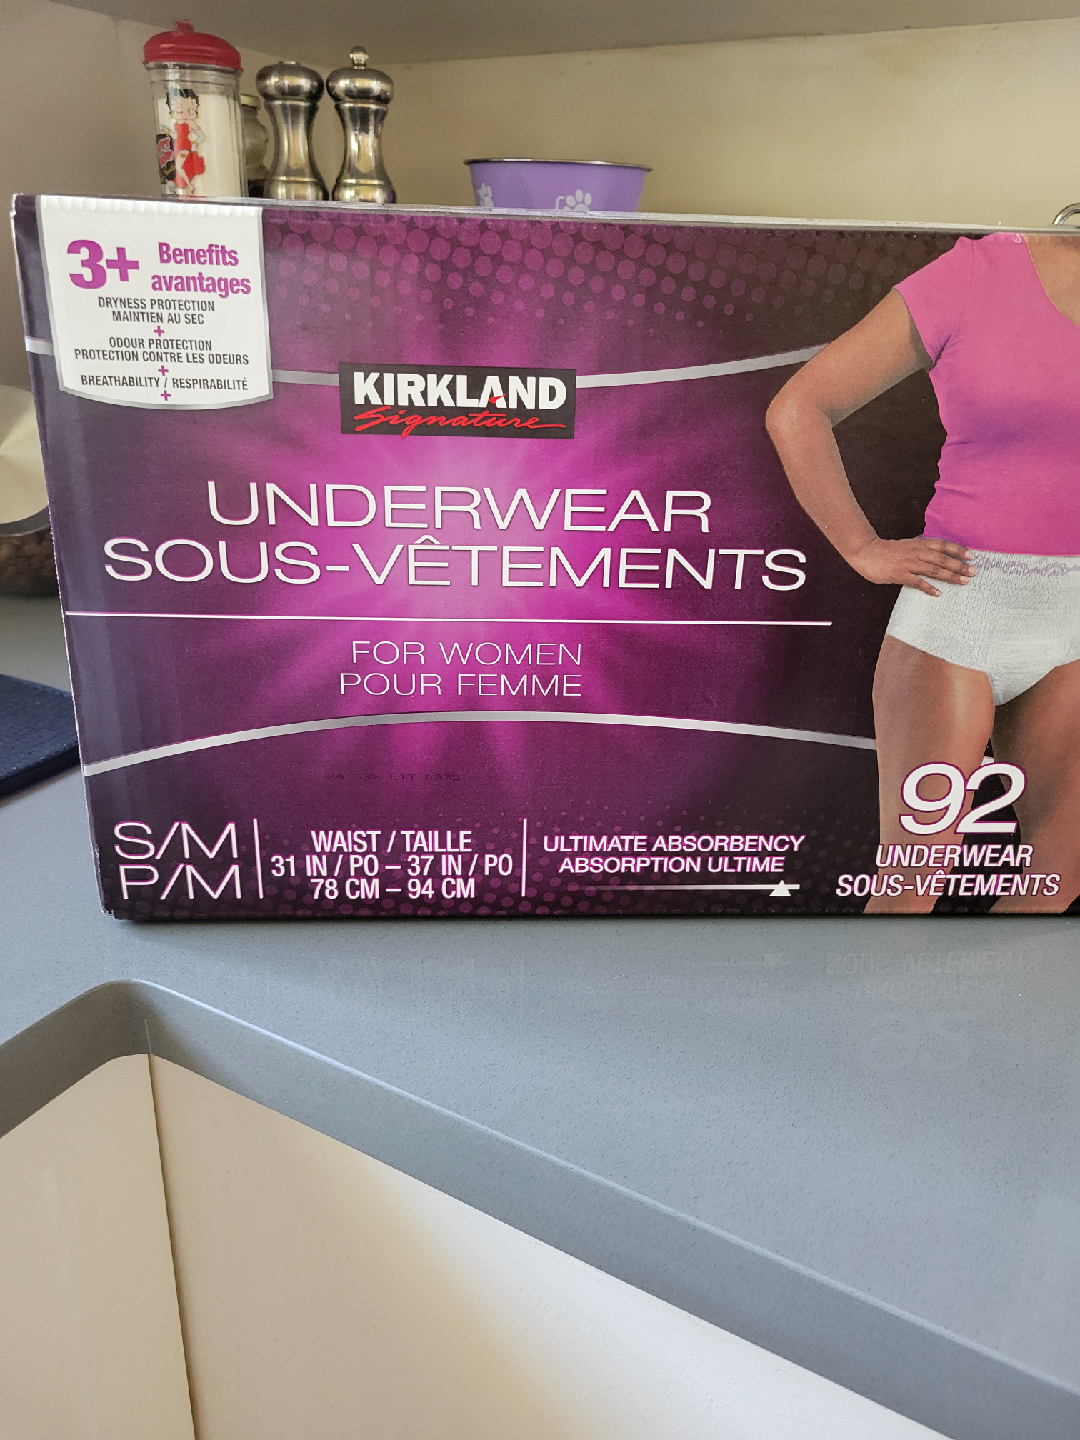 3+ Benefits
avantages
DRYNESS PROTECTION
MAINTIEN AU SEC
+
ODOUR PROTECTION
PROTECTION CONTRE LES ODEURS
+
BREATHABILITY / RESPIRABILITÉ
+
KIRKLAND
Signature
UNDERWEAR
SOUS-VÊTEMENTS
FOR WOMEN
POUR FEMME
S/M
P/M
WAIST / TAILLE
31 IN / PO – 37 IN / PO
78 CM – 94 CM
ULTIMATE ABSORBENCY
ABSORPTION ULTIME
92
UNDERWEAR
SOUS-VÊTEMENTS